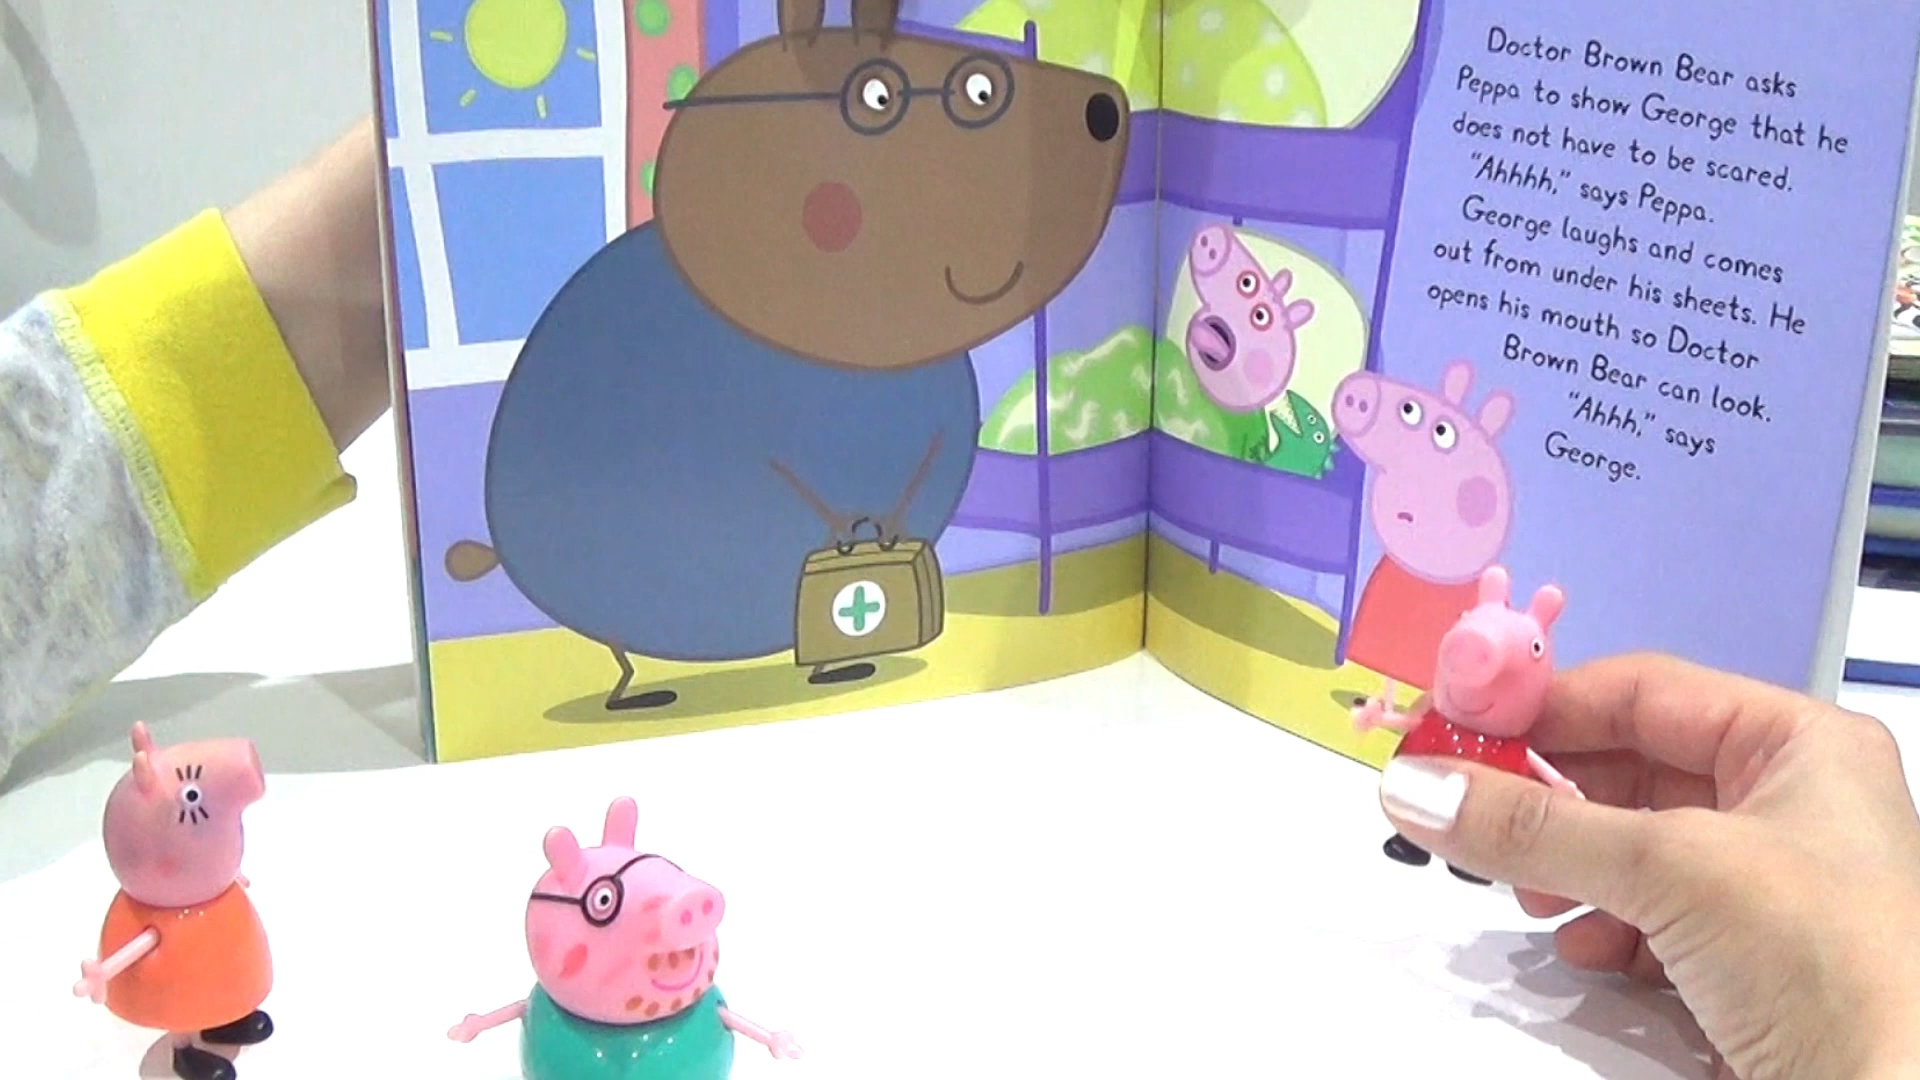 Doctor Brown Bear asks
Peppa to show George that he
does not have to be scared.
"Ahhhh," says Peppa.
George laughs and comes
out from under his sheets. He
opens his mouth so Doctor
Brown Bear can look.
"Ahhh," says
George.